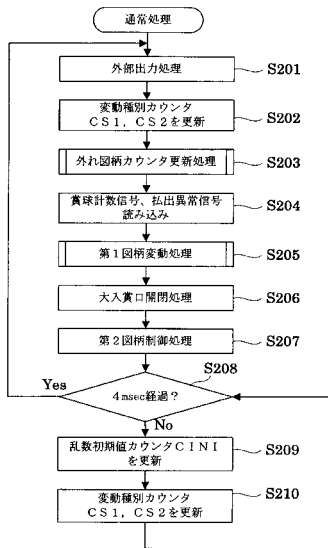 通常処理
外部出力処理
S201
変動種別カウンタ
CS1, CS2を更新
S202
外れ図柄カウンタ更新処理
S203
賞球計数信号、払出異常信号
読み込み
S204
第1図柄変動処理
S205
大入賞口開閉処理
S206
第2図柄制御処理
S207
S208
Yes
4msec経過?
No
乱数初期値カウンタCINI
を更新
S209
変動種別カウンタ
CS1, CS2を更新
S210